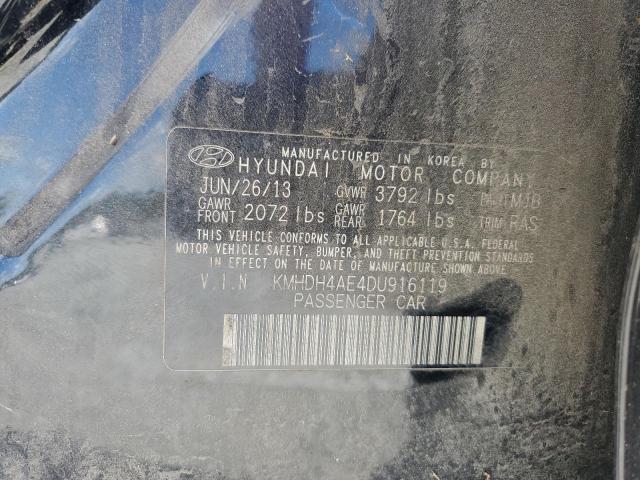 MANUFACTURED IN KOREA BY
HYUNDAI MOTOR COMPANY
JUN/26/13 GVWR 3792 lbs MJB
GAWR FRONT 2072 lbs GAWR REAR 1764 lbs TRIM: RAS
THIS VEHICLE CONFORMS TO ALL APPLICABLE U.S.A. FEDERAL
MOTOR VEHICLE SAFETY, BUMPER, AND THEFT PREVENTION STANDARDS
IN EFFECT ON THE DATE OF MANUFACTURE SHOWN ABOVE.
V.I.N KMHDH4AE4DU916119
PASSENGER CAR